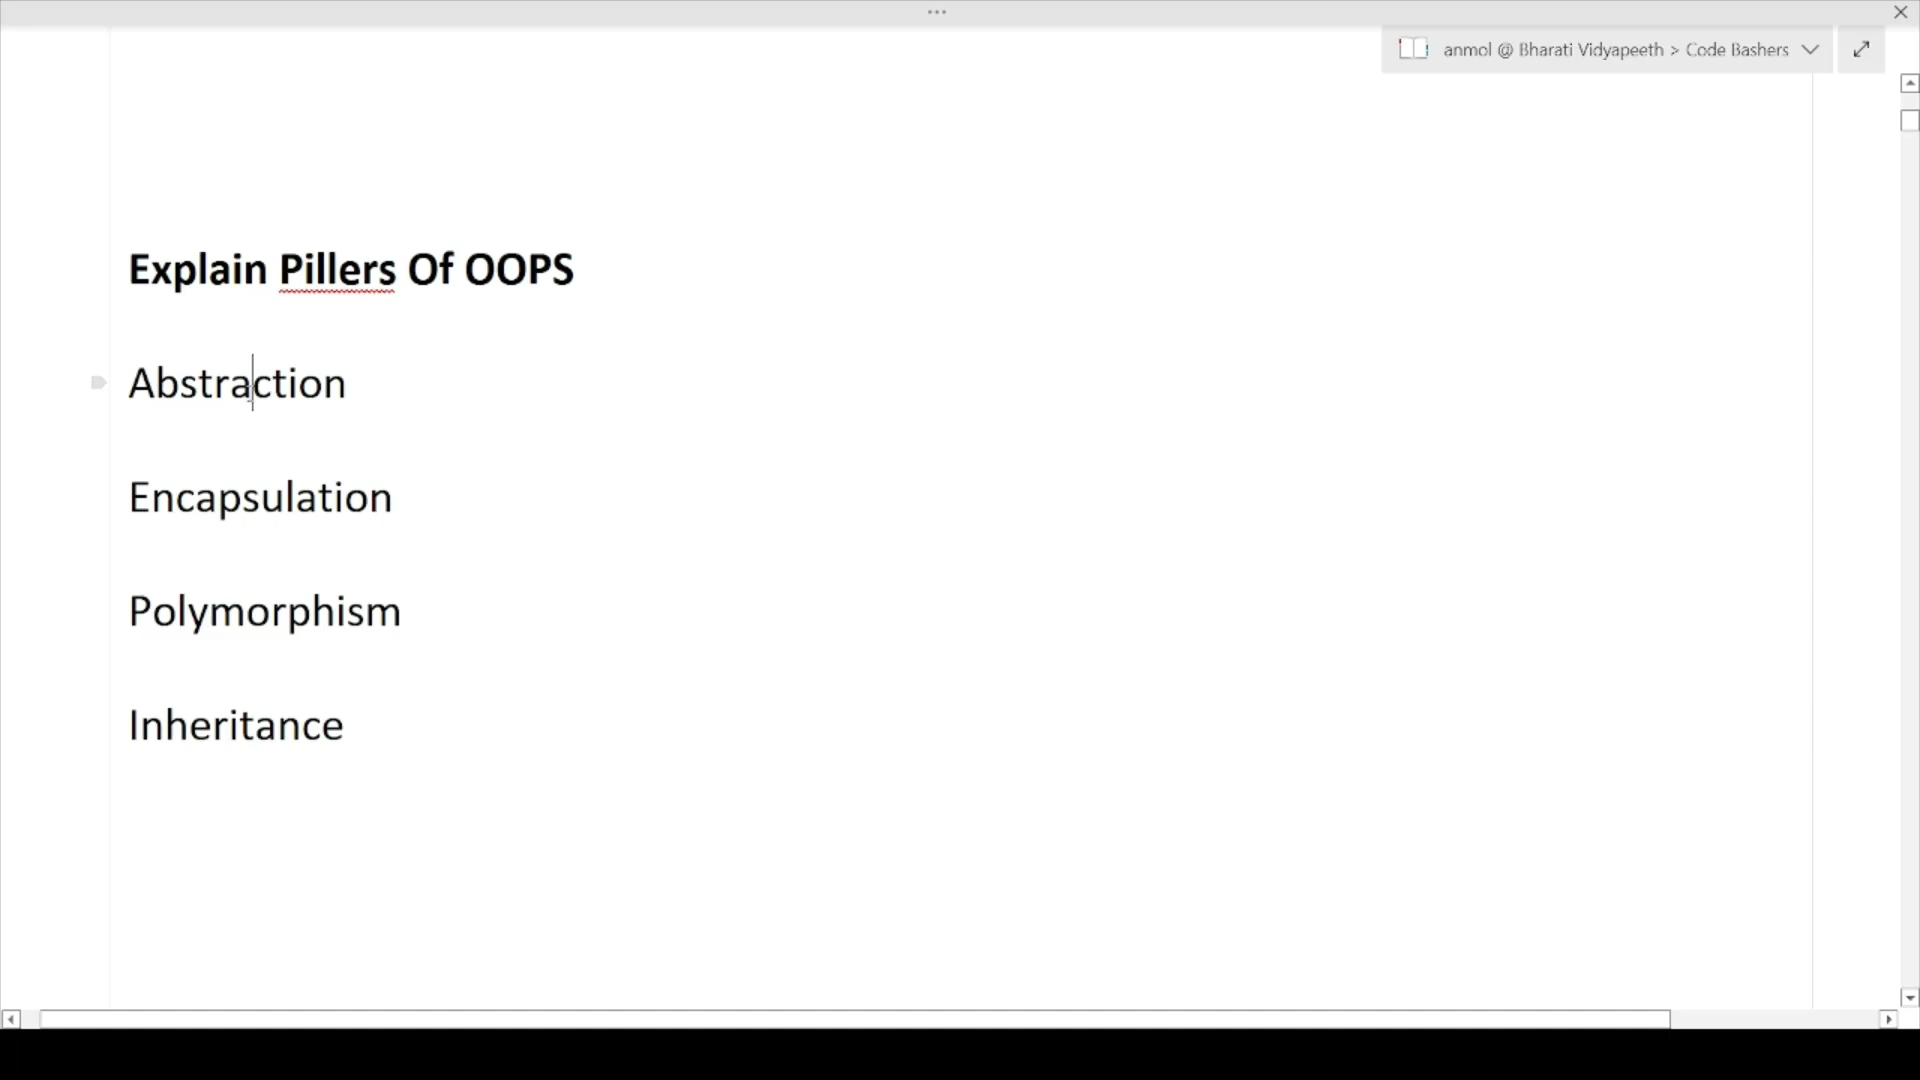 anmol @ Bharati Vidyapeeth > Code Bashers
Explain Pillers Of OOPS
Abstraction
Encapsulation
Polymorphism
Inheritance